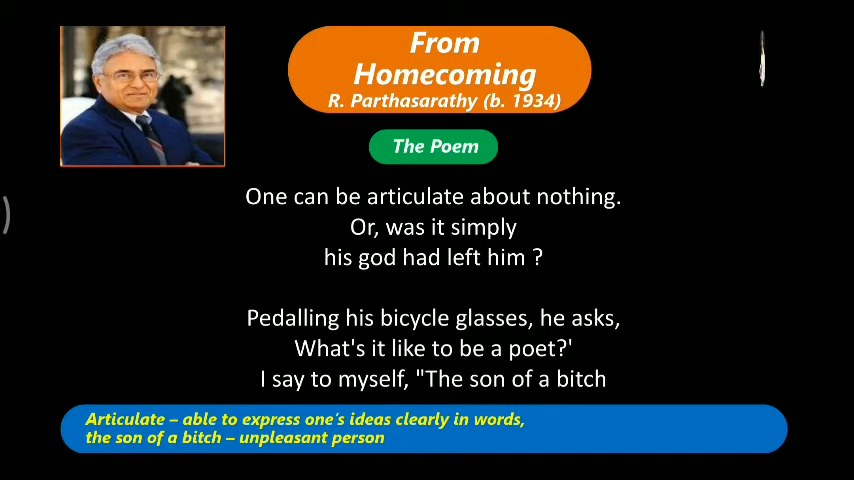 From
Homecoming
R. Parthasarathy (b. 1934)
The Poem
One can be articulate about nothing.
Or, was it simply
his god had left him ?
Pedalling his bicycle glasses, he asks,
What's it like to be a poet?'
I say to myself, "The son of a bitch
Articulate – able to express one's ideas clearly in words,
the son of a bitch – unpleasant person